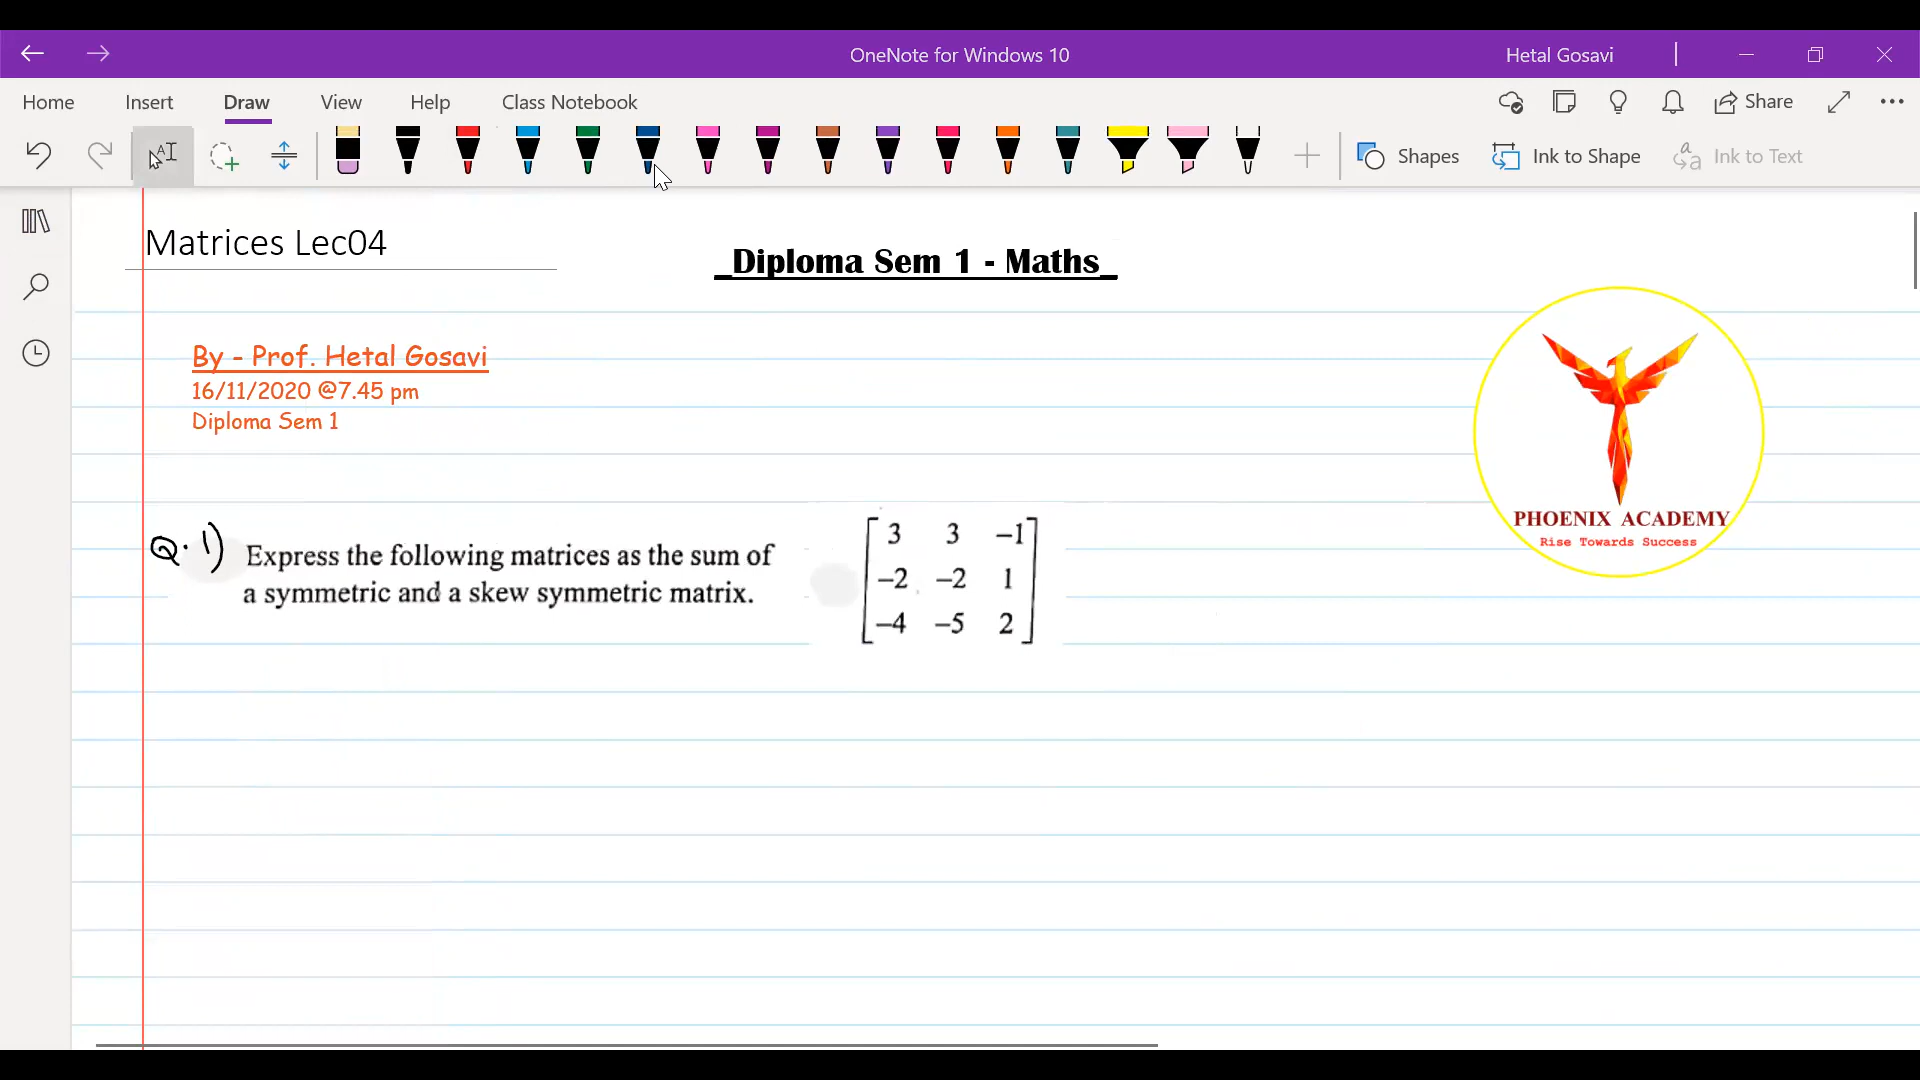 OneNote for Windows 10
Hetal Gosavi
Home Insert Draw View Help Class Notebook
Share
Shapes Ink to Shape Ink to Text
Matrices Lec04
_Diploma Sem 1 - Maths_
By - Prof. Hetal Gosavi
16/11/2020 @7.45 pm
Diploma Sem 1
PHOENIX ACADEMY
Rise Towards Success
Q.1)
Express the following matrices as the sum of
a symmetric and a skew symmetric matrix.
3 3 −1
−2 −2 1
−4 −5 2